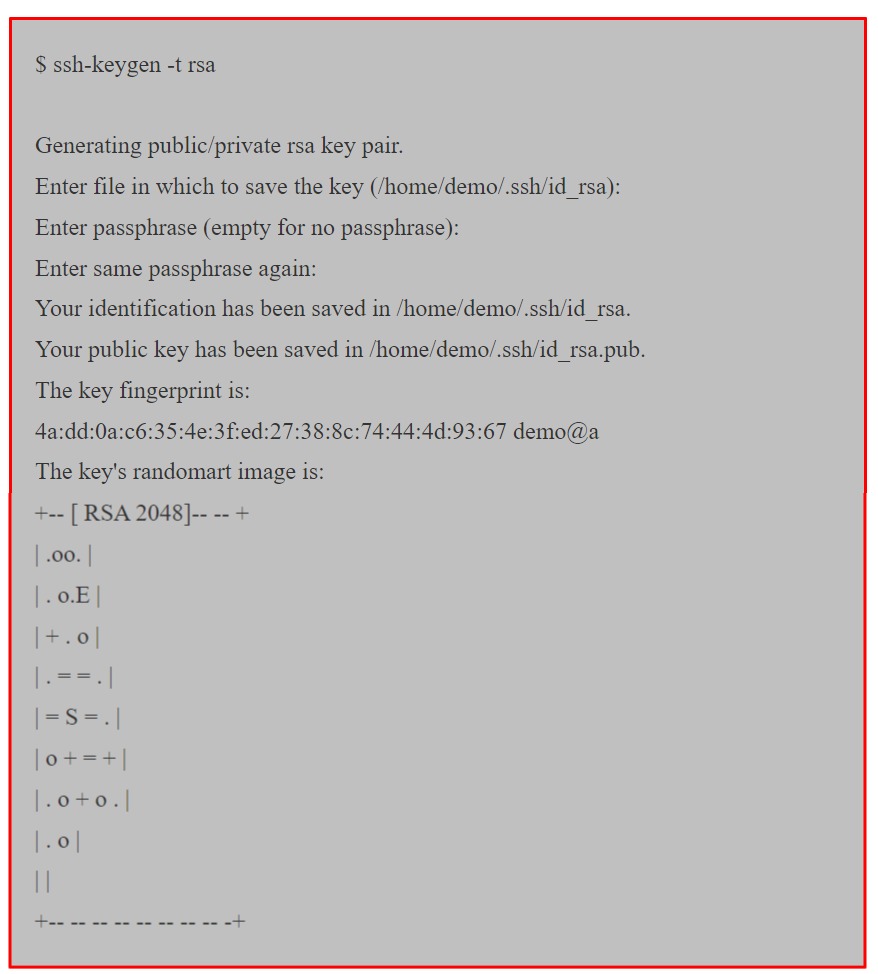 $ ssh-keygen -t rsa
Generating public/private rsa key pair.
Enter file in which to save the key (/home/demo/.ssh/id_rsa):
Enter passphrase (empty for no passphrase):
Enter same passphrase again:
Your identification has been saved in /home/demo/.ssh/id_rsa.
Your public key has been saved in /home/demo/.ssh/id_rsa.pub.
The key fingerprint is:
4a:dd:0a:c6:35:4e:3f:ed:27:38:8c:74:44:4d:93:67 demo@a
The key's randomart image is:
+-- [ RSA 2048]-- -- +
| .oo. |
| . o.E |
| + . o |
| . = = . |
| = S = . |
| o + = + |
| . o + o . |
| . o |
| |
+-- -- -- -- -- -- -- -- -+